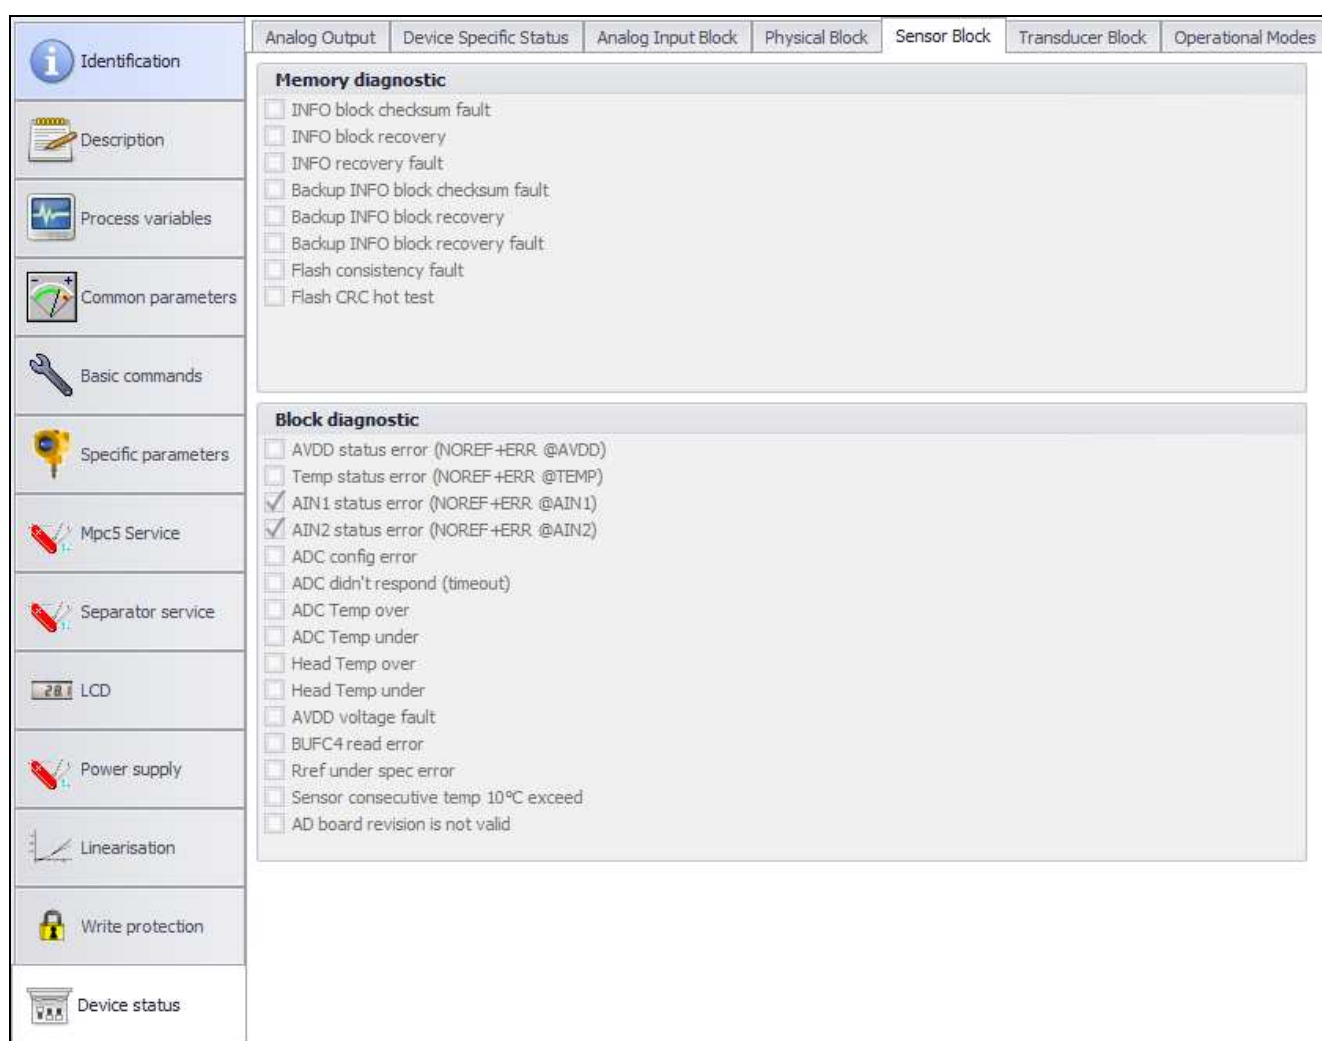 Identification
Description
Process variables
Common parameters
Basic commands
Specific parameters
Mpc5 Service
Separator service
28.1 LCD
Power supply
Linearisation
Write protection
Device status
Analog Output Device Specific Status Analog Input Block Physical Block Sensor Block Transducer Block Operational Modes
Memory diagnostic
INFO block checksum fault
INFO block recovery
INFO recovery fault
Backup INFO block checksum fault
Backup INFO block recovery
Backup INFO block recovery fault
Flash consistency fault
Flash CRC hot test
Block diagnostic
AVDD status error (NOREF+ERR @AVDD)
Temp status error (NOREF+ERR @TEMP)
AIN1 status error (NOREF+ERR @AIN1)
AIN2 status error (NOREF+ERR @AIN2)
ADC config error
ADC didn't respond (timeout)
ADC Temp over
ADC Temp under
Head Temp over
Head Temp under
AVDD voltage fault
BUFC4 read error
Rref under spec error
Sensor consecutive temp 10°C exceed
AD board revision is not valid